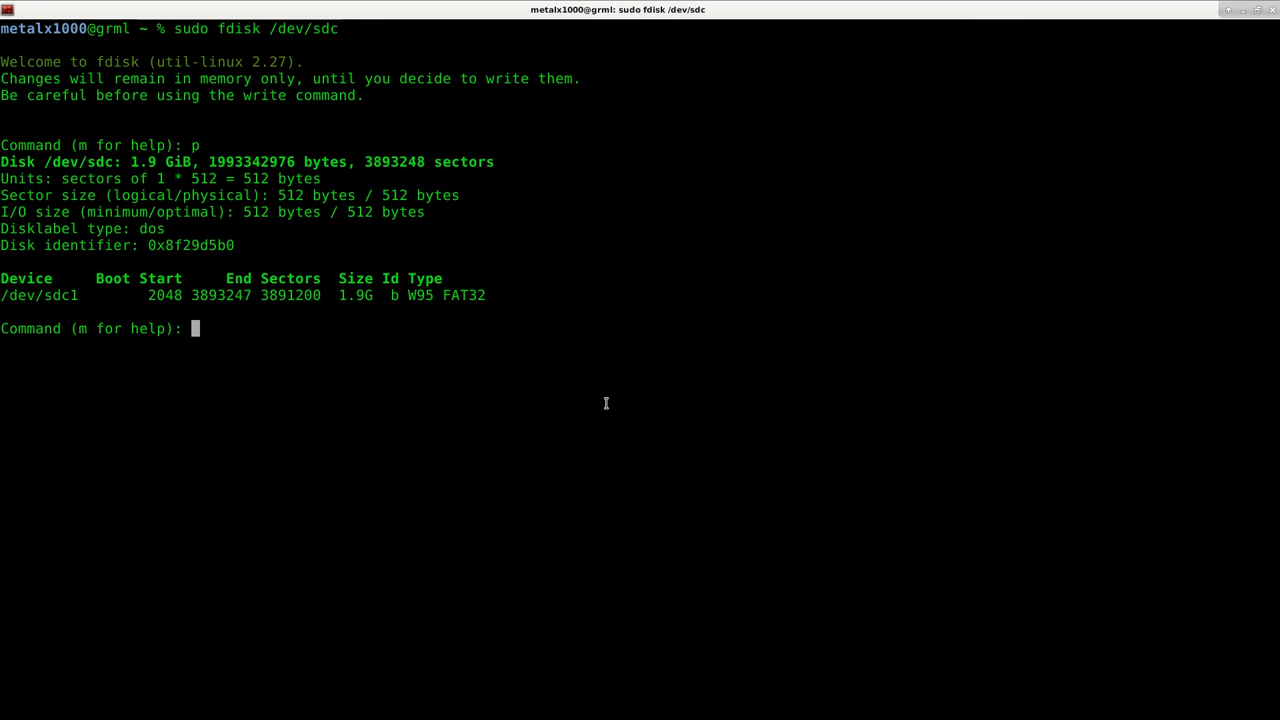 metalx1000@grml: sudo fdisk /dev/sdc
metalx1000@grml ~ % sudo fdisk /dev/sdc
Welcome to fdisk (util-linux 2.27).
Changes will remain in memory only, until you decide to write them.
Be careful before using the write command.
Command (m for help): p
Disk /dev/sdc: 1.9 GiB, 1993342976 bytes, 3893248 sectors
Units: sectors of 1 * 512 = 512 bytes
Sector size (logical/physical): 512 bytes / 512 bytes
I/O size (minimum/optimal): 512 bytes / 512 bytes
Disklabel type: dos
Disk identifier: 0x8f29d5b0
Device     Boot Start     End Sectors  Size Id Type
/dev/sdc1        2048 3893247 3891200  1.9G  b W95 FAT32
Command (m for help):